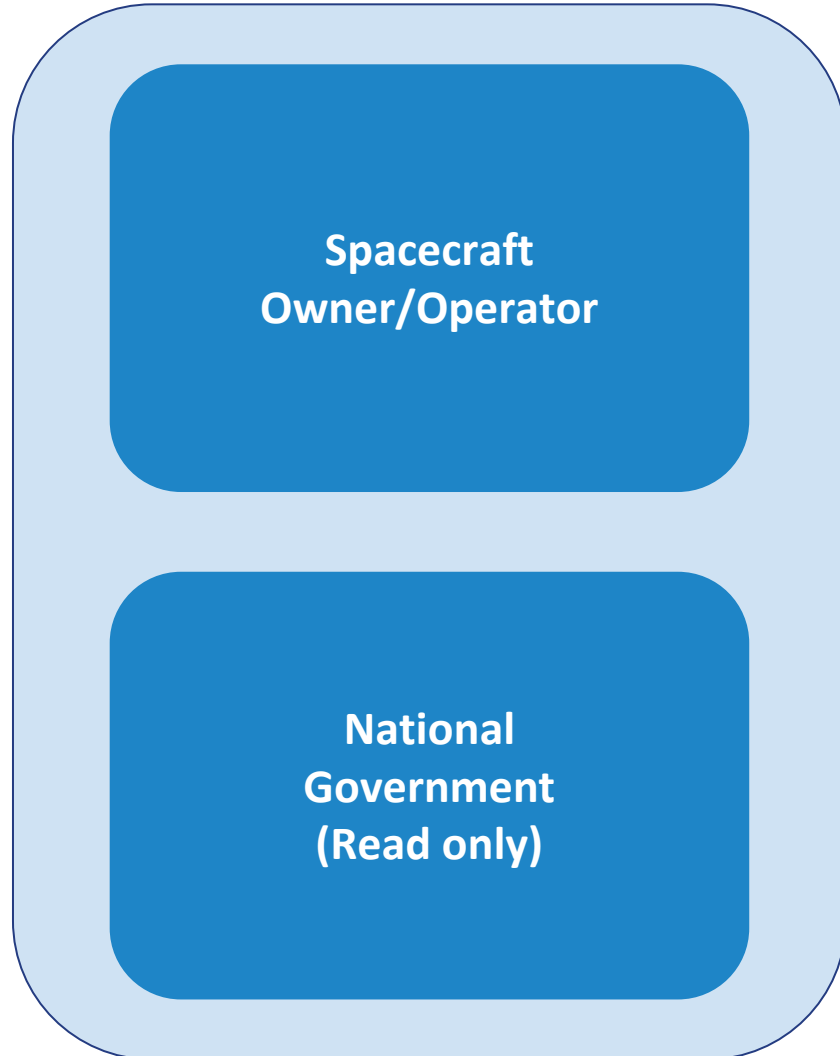 Spacecraft
Owner/Operator
National
Government
(Read only)